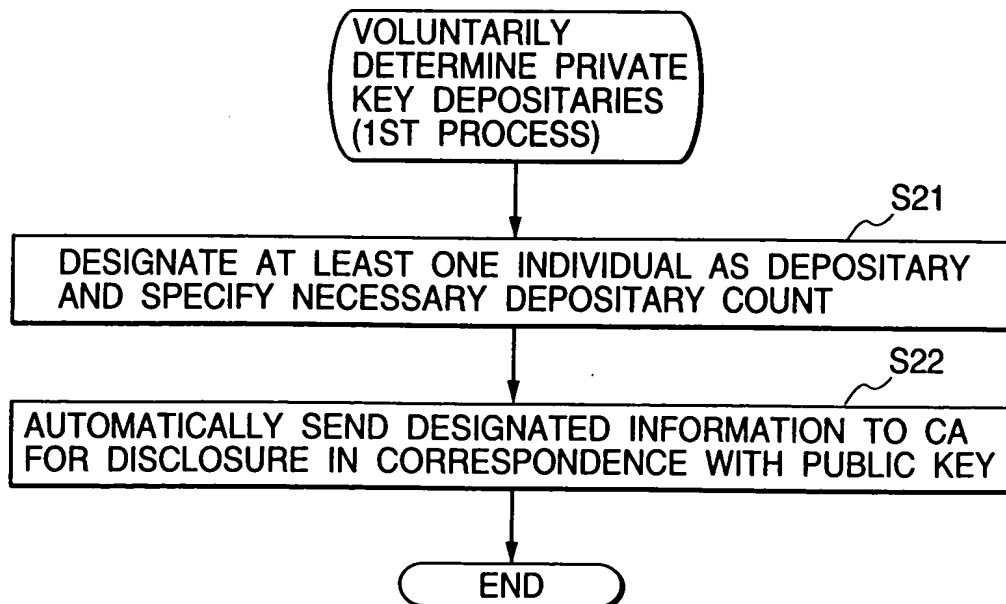 VOLUNTARILY
DETERMINE PRIVATE
KEY DEPOSITARIES
(1ST PROCESS)
S21
DESIGNATE AT LEAST ONE INDIVIDUAL AS DEPOSITARY
AND SPECIFY NECESSARY DEPOSITARY COUNT
S22
AUTOMATICALLY SEND DESIGNATED INFORMATION TO CA
FOR DISCLOSURE IN CORRESPONDENCE WITH PUBLIC KEY
END